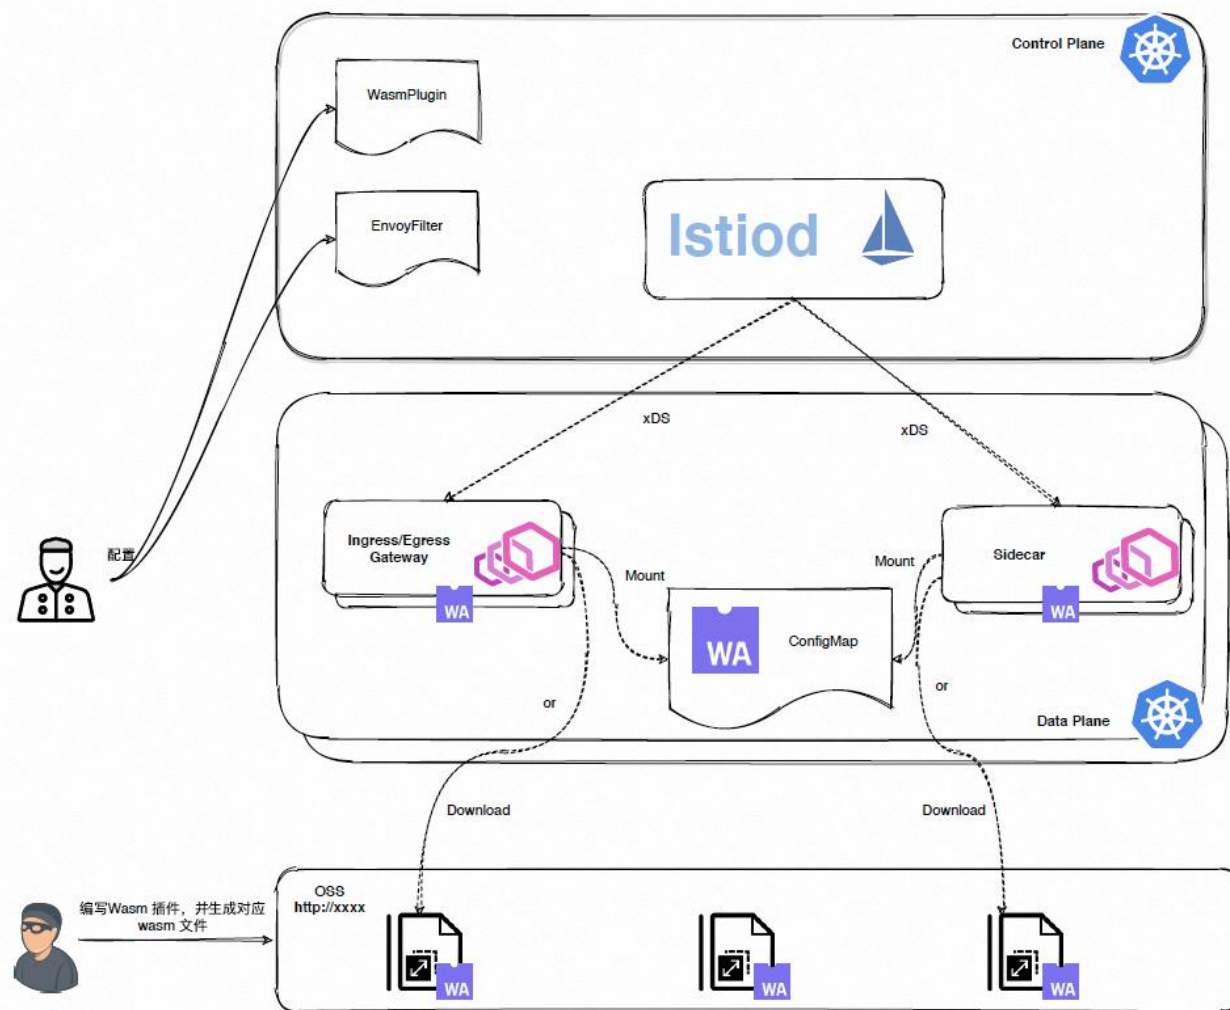 Control Plane
WasmPlugin
EnvoyFilter
Istiod
xDS
xDS
配置
Ingress/Egress
Gateway
WA
Mount
WA
ConfigMap
Mount
Sidecar
WA
or
or
Data Plane
Download
Download
OSS
http://xxxx
编写Wasm 插件，并生成对应
wasm 文件
WA
WA
WA